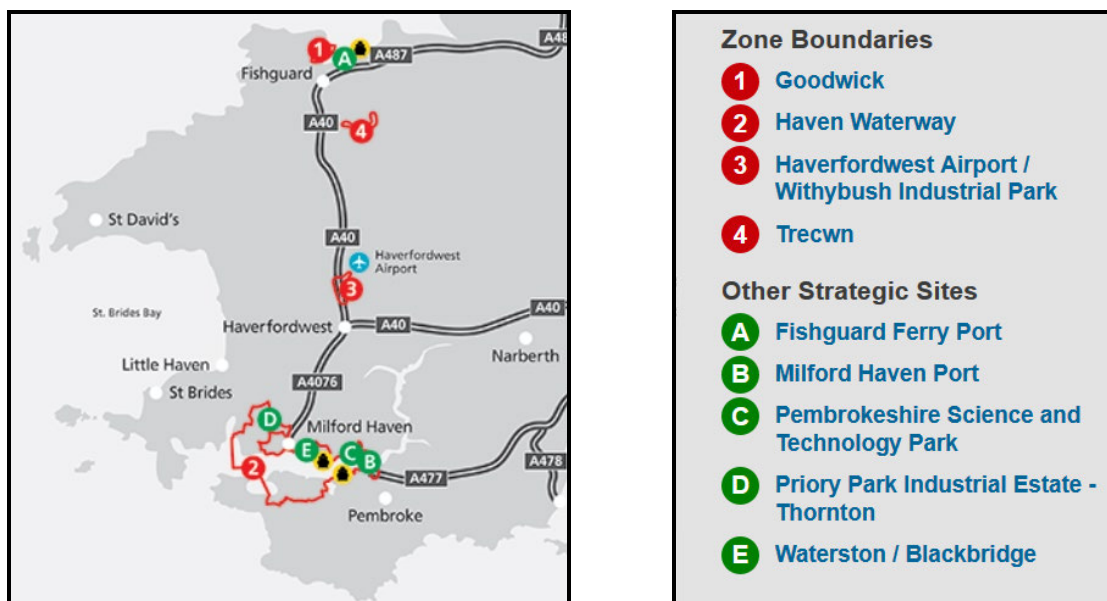 1
A
A487
A48
Fishguard
A40
4
St David's
A40
Haverfordwest
Airport
3
St. Brides Bay
Haverfordwest
A40
A40
Narberth
Little Haven
A4076
St Brides
D
Milford Haven
E
C
B
2
A477
A478
Pembroke
Zone Boundaries
1 Goodwick
2 Haven Waterway
3 Haverfordwest Airport /
Withybush Industrial Park
4 Trecwn
Other Strategic Sites
A Fishguard Ferry Port
B Milford Haven Port
C Pembrokeshire Science and
Technology Park
D Priory Park Industrial Estate -
Thornton
E Waterston / Blackbridge